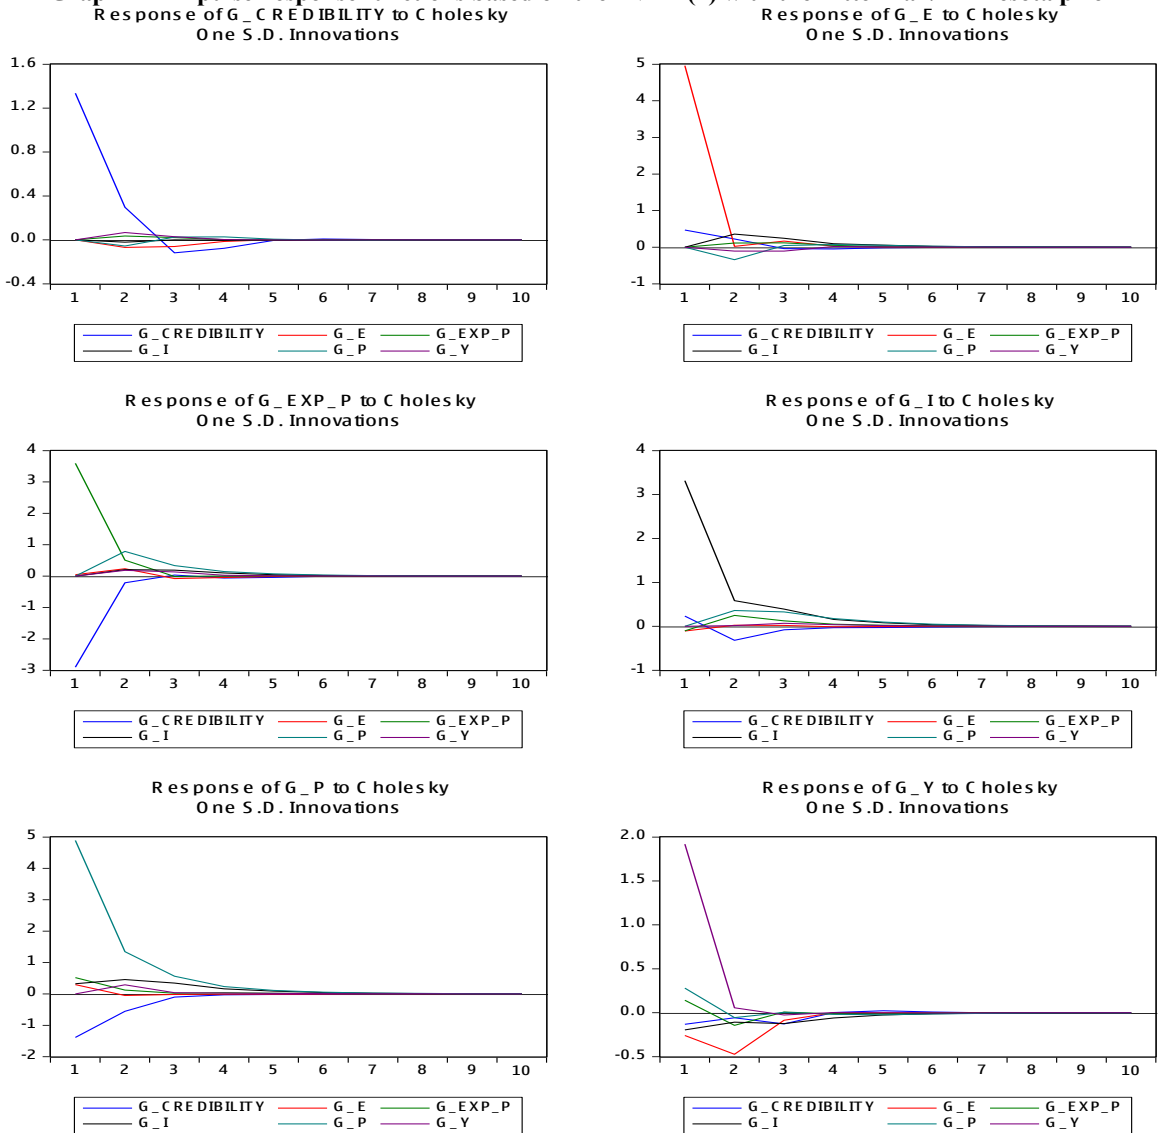 Response of G_CREDIBILITY to Cholesky
One S.D. Innovations
1.6
1.2
0.8
0.4
0.0
-0.4
1 2 3 4 5 6 7 8 9 10
G_CREDIBILITY G_E G_EXP_P
G_I G_P G_Y
Response of G_E to Cholesky
One S.D. Innovations
5
4
3
2
1
0
-1
1 2 3 4 5 6 7 8 9 10
G_CREDIBILITY G_E G_EXP_P
G_I G_P G_Y
Response of G_EXP_P to Cholesky
One S.D. Innovations
4
3
2
1
0
-1
-2
-3
1 2 3 4 5 6 7 8 9 10
G_CREDIBILITY G_E G_EXP_P
G_I G_P G_Y
Response of G_I to Cholesky
One S.D. Innovations
4
3
2
1
0
-1
1 2 3 4 5 6 7 8 9 10
G_CREDIBILITY G_E G_EXP_P
G_I G_P G_Y
Response of G_P to Cholesky
One S.D. Innovations
5
4
3
2
1
0
-1
-2
1 2 3 4 5 6 7 8 9 10
G_CREDIBILITY G_E G_EXP_P
G_I G_P G_Y
Response of G_Y to Cholesky
One S.D. Innovations
2.0
1.5
1.0
0.5
0.0
-0.5
1 2 3 4 5 6 7 8 9 10
G_CREDIBILITY G_E G_EXP_P
G_I G_P G_Y